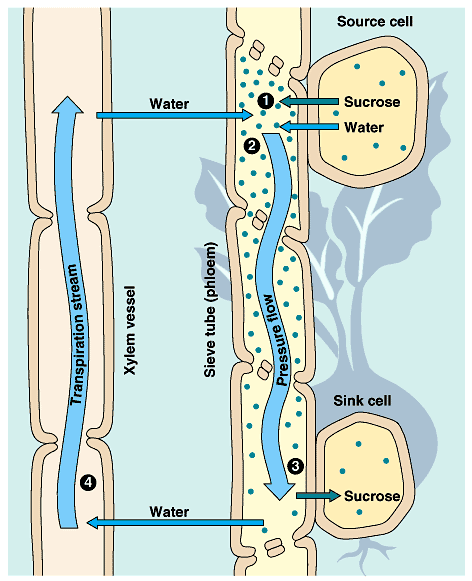 Source cell
Water
1
Sucrose
Water
2
Transpiration stream
Xylem vessel
Sieve tube (phloem)
Pressure flow
Sink cell
3
4
Sucrose
Water